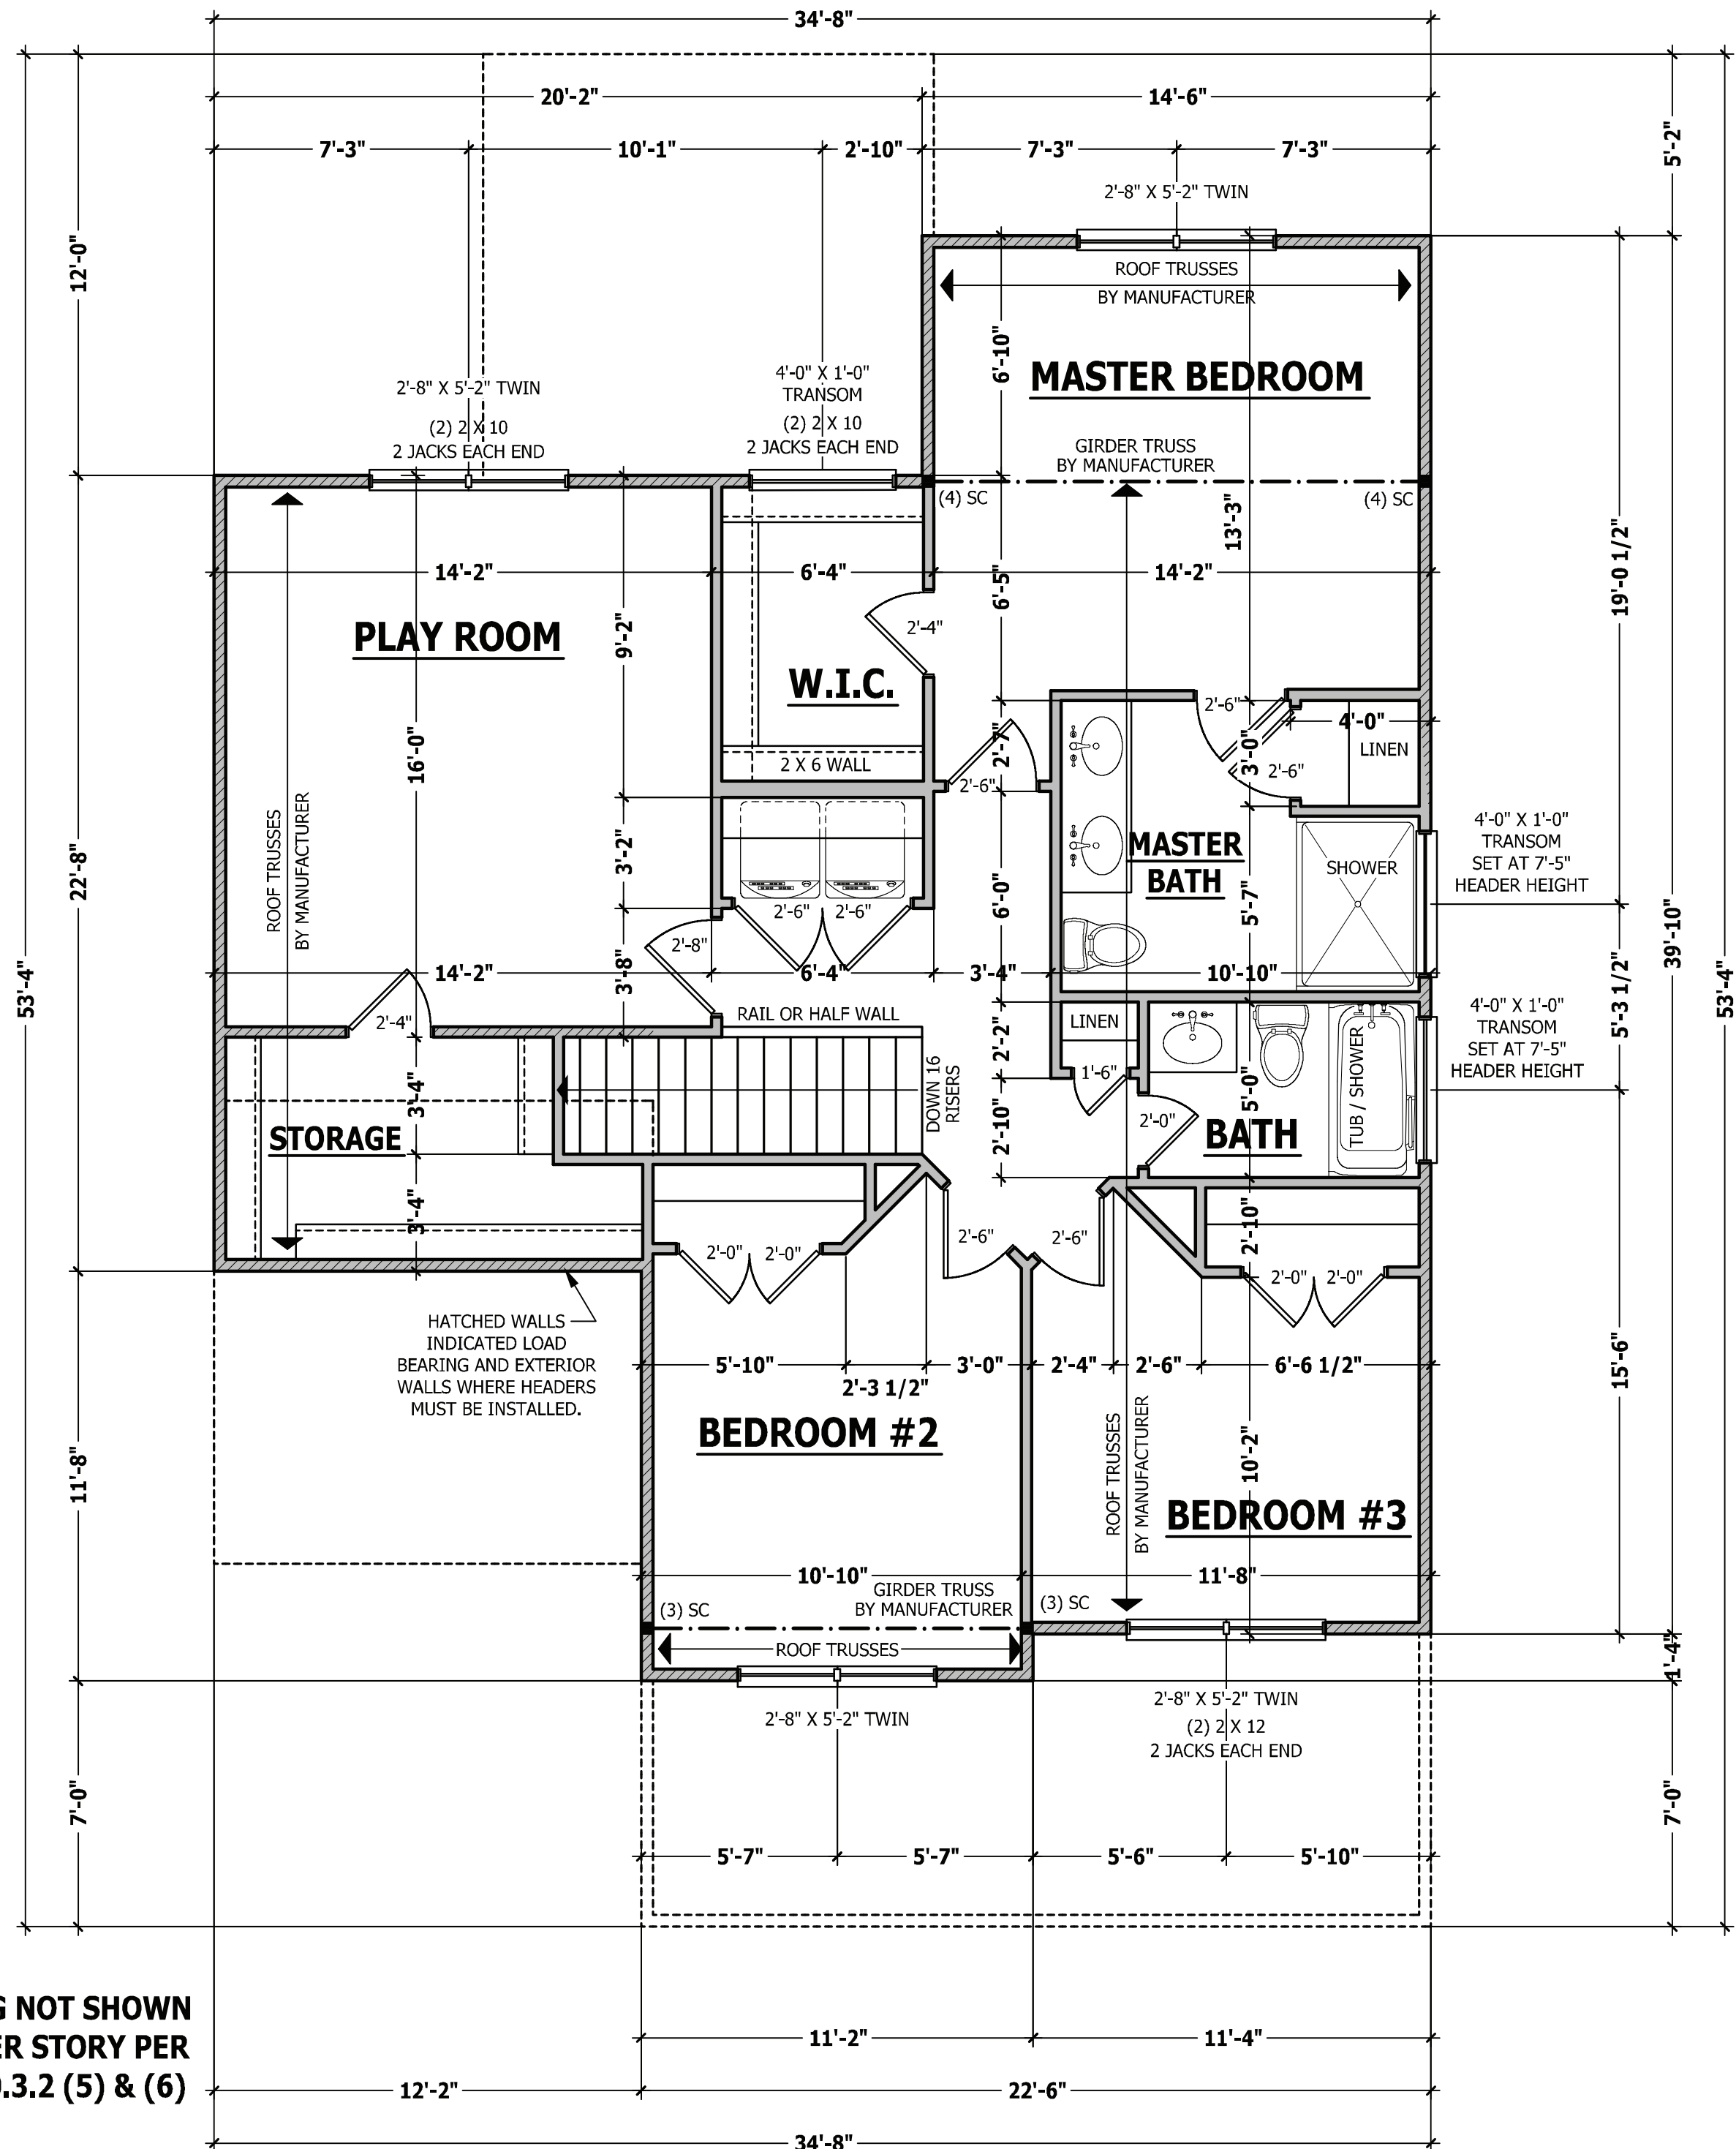 34'-8"
20'-2"
14'-6"
7'-3"
10'-1"
2'-10"
7'-3"
7'-3"
5'-2"
12'-0"
2'-8" X 5'-2" TWIN
ROOF TRUSSES
BY MANUFACTURER
6'-10"
MASTER BEDROOM
2'-8" X 5'-2" TWIN
(2) 2 X 10
2 JACKS EACH END
4'-0" X 1'-0"
TRANSOM
(2) 2 X 10
2 JACKS EACH END
GIRDER TRUSS
BY MANUFACTURER
(4) SC
(4) SC
13'-3"
14'-2"
6'-4"
6'-5"
14'-2"
19'-0 1/2"
PLAY ROOM
9'-2"
2'-4"
W.I.C.
16'-0"
2 X 6 WALL
2'-7"
2'-6"
2'-6"
3'-0"
4'-0"
LINEN
2'-6"
ROOF TRUSSES
BY MANUFACTURER
22'-8"
3'-2"
2'-6"
2'-6"
6'-0"
MASTER
BATH
5'-7"
SHOWER
4'-0" X 1'-0"
TRANSOM
SET AT 7'-5"
HEADER HEIGHT
39'-10"
53'-4"
53'-4"
14'-2"
2'-8"
3'-8"
6'-4"
3'-4"
10'-10"
5'-3 1/2"
2'-4"
RAIL OR HALF WALL
DOWN 16
RISERS
2'-2"
LINEN
1'-6"
4'-0" X 1'-0"
TRANSOM
SET AT 7'-5"
HEADER HEIGHT
TUB / SHOWER
3'-4"
STORAGE
5'-0"
2'-0"
BATH
2'-10"
3'-4"
2'-0"
2'-0"
2'-6"
2'-6"
2'-10"
2'-0"
2'-0"
HATCHED WALLS
INDICATED LOAD
BEARING AND EXTERIOR
WALLS WHERE HEADERS
MUST BE INSTALLED.
5'-10"
2'-3 1/2"
3'-0"
2'-4"
2'-6"
6'-6 1/2"
15'-6"
11'-8"
BEDROOM #2
ROOF TRUSSES
BY MANUFACTURER
10'-2"
BEDROOM #3
10'-10"
11'-8"
GIRDER TRUSS
BY MANUFACTURER
(3) SC
(3) SC
ROOF TRUSSES
1'-4"
2'-8" X 5'-2" TWIN
2'-8" X 5'-2" TWIN
(2) 2 X 12
2 JACKS EACH END
7'-0"
7'-0"
5'-7"
5'-7"
5'-6"
5'-10"
NOT SHOWN
STORY PER
.3.2 (5) & (6)
11'-2"
11'-4"
12'-2"
22'-6"
34'-8"